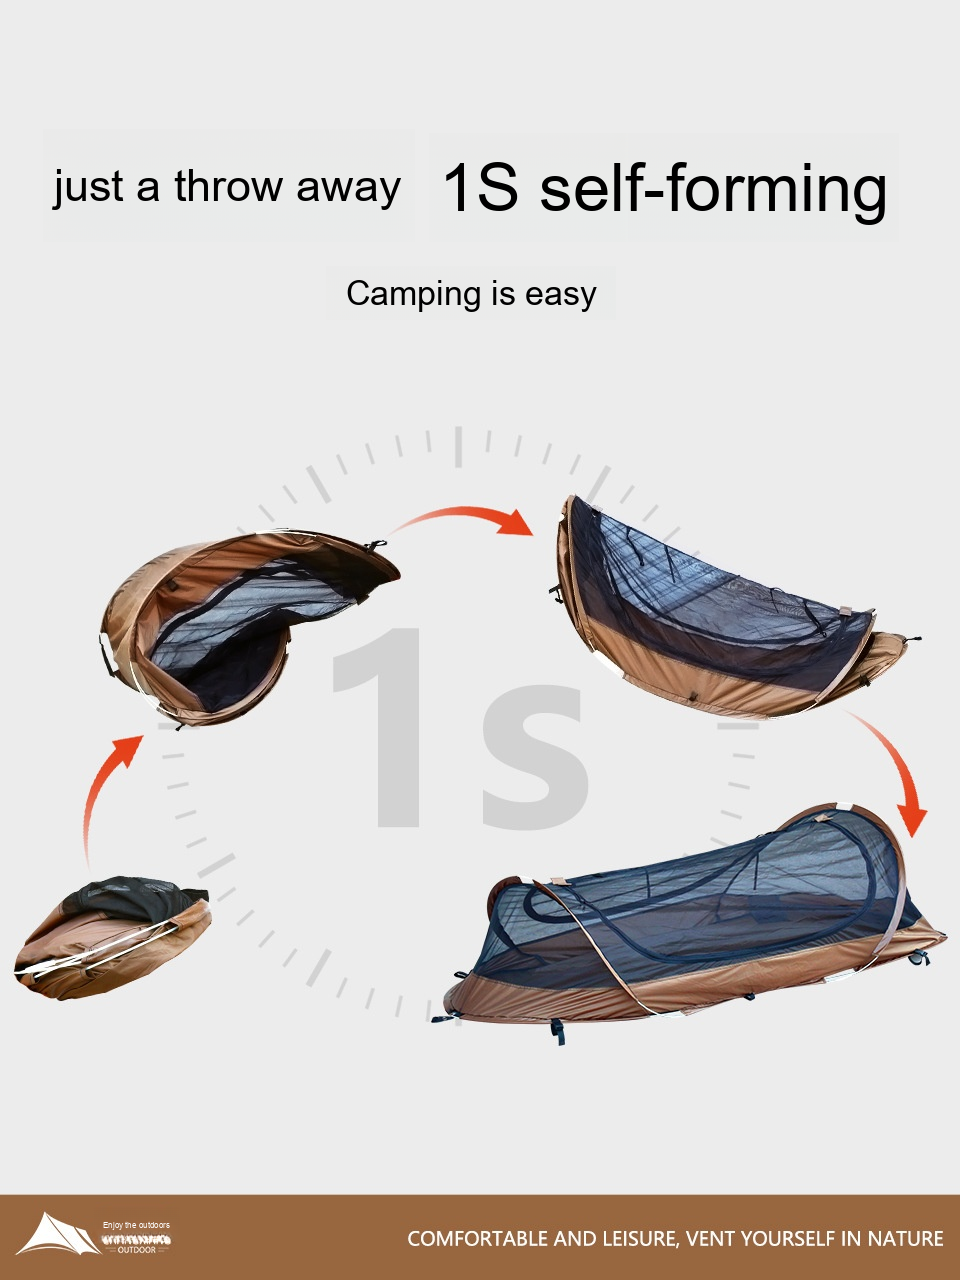 just a throw away 1S self-forming
Camping is easy
1s
Enjoy the outdoors
OUTDOOR
COMFORTABLE AND LEISURE, VENT YOURSELF IN NATURE